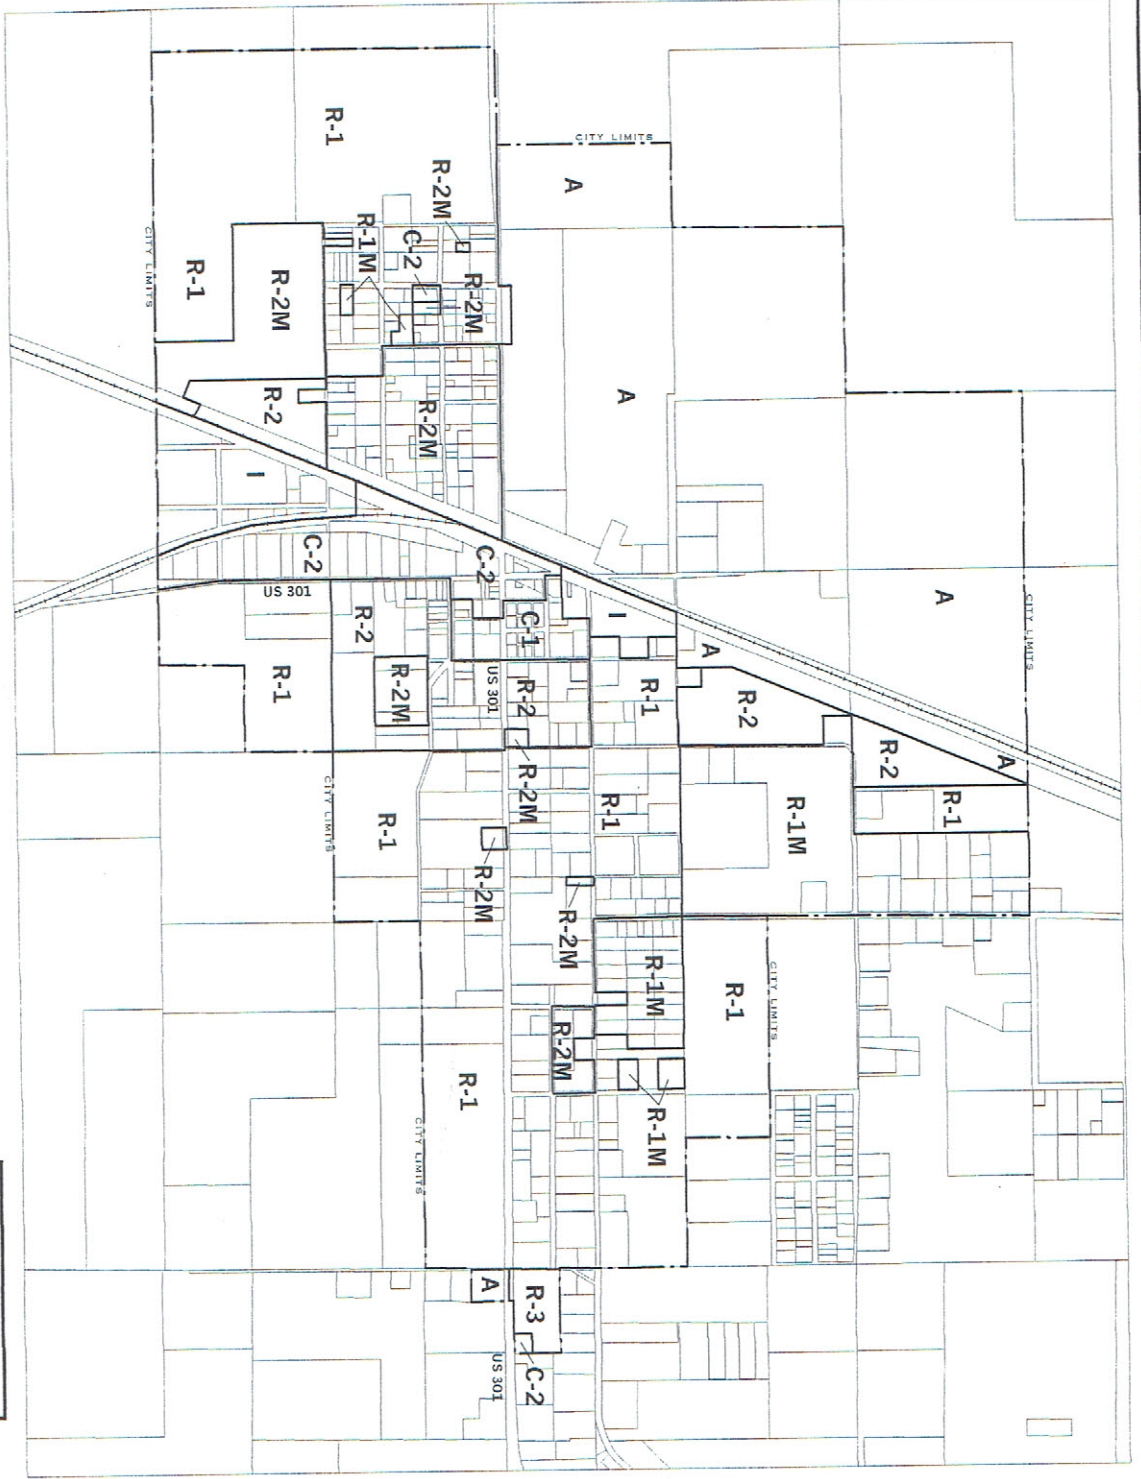 CITY LIMITS
R-1
A
R-2M
R-1M
C-2
CITY LIMITS
R-1
R-2M
R-2M
A
R-2
R-2M
I
C-2
C-2
US 301
A
CITY LIMITS
R-2
C-1
I
A
R-1
R-2M
US 301
R-2
R-1
R-2
A
R-2
R-2M
R-1
R-1M
R-1
CITY LIMITS
R-1
R-2M
R-2M
R-1M
R-1
CITY LIMITS
R-2M
R-1
R-1M
CITY LIMITS
A
R-3
C-2
US 301